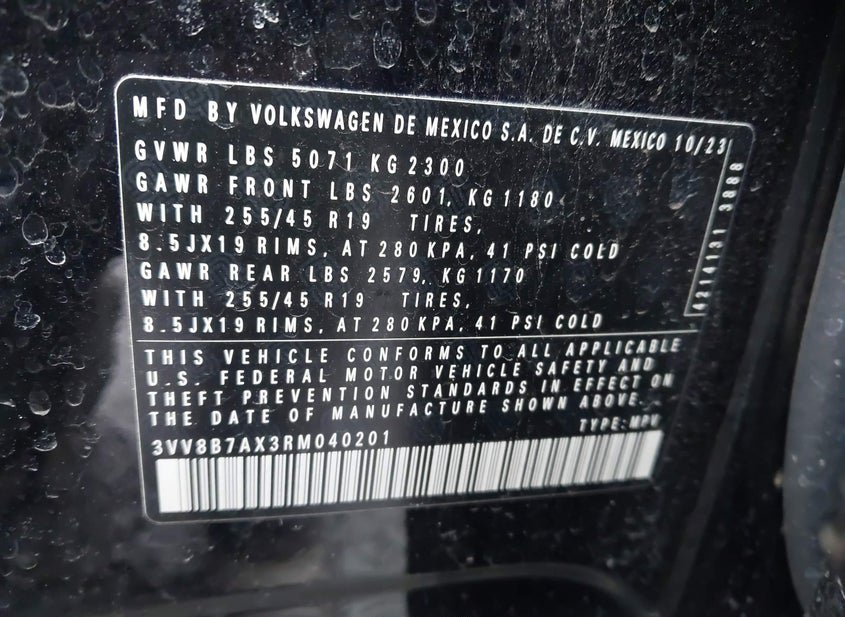 MFD BY VOLKSWAGEN DE MEXICO S.A. DE C.V. MEXICO 10/23
GVWR LBS 5071 KG 2300
GAWR FRONT LBS 2601, KG 1180
WITH 255/45 R19 TIRES,
8.5JX19 RIMS, AT 280 KPA, 41 PSI COLD
GAWR REAR LBS 2579, KG 1170
WITH 255/45 R19 TIRES,
8.5JX19 RIMS, AT 280 KPA, 41 PSI COLD
THIS VEHICLE CONFORMS TO ALL APPLICABLE
U.S. FEDERAL MOTOR VEHICLE SAFETY AND
THEFT PREVENTION STANDARDS IN EFFECT ON
THE DATE OF MANUFACTURE SHOWN ABOVE.
TYPE: MPV
3VV8B7AX3RM040201
3888